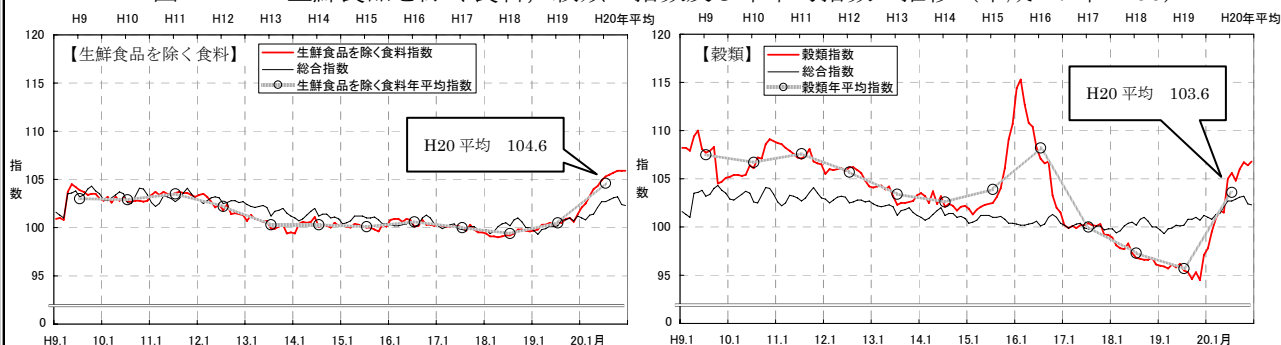 H9 H10 H11 H12 H13 H14 H15 H16 H17 H18 H19 H20年平均
【生鮮食品を除く食料】
生鮮食品を除く食料指数
総合指数
生鮮食品を除く食料年平均指数
H20 平均 104.6
指数
120
115
110
105
100
95
0
H9.1 10.1 11.1 12.1 13.1 14.1 15.1 16.1 17.1 18.1 19.1 20.1月
H9 H10 H11 H12 H13 H14 H15 H16 H17 H18 H19 H20年平均
【穀類】
穀類指数
総合指数
穀類年平均指数
H20 平均 103.6
指数
120
115
110
105
100
95
0
H9.1 10.1 11.1 12.1 13.1 14.1 15.1 16.1 17.1 18.1 19.1 20.1月